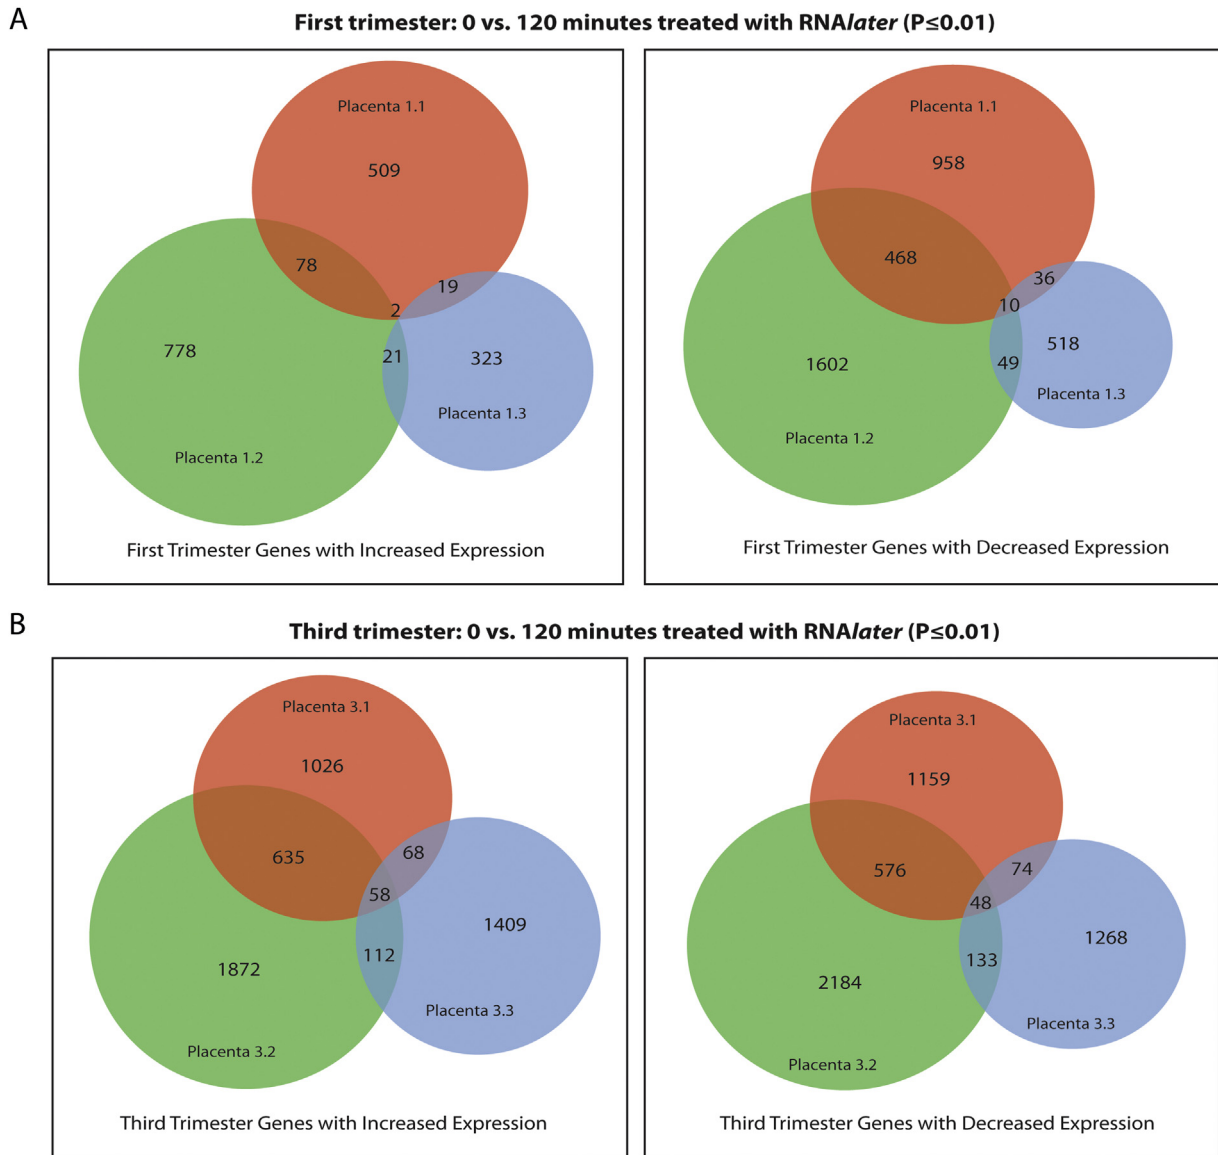 A
First trimester: 0 vs. 120 minutes treated with RNAlater (P≤0.01)
Placenta 1.1
509
78
19
2
778
21
323
Placenta 1.3
Placenta 1.2
First Trimester Genes with Increased Expression
Placenta 1.1
958
468
36
10
518
1602
49
Placenta 1.3
Placenta 1.2
First Trimester Genes with Decreased Expression
B
Third trimester: 0 vs. 120 minutes treated with RNAlater (P≤0.01)
Placenta 3.1
1026
635
68
58
1409
112
1872
Placenta 3.3
Placenta 3.2
Third Trimester Genes with Increased Expression
Placenta 3.1
1159
576
74
48
1268
133
2184
Placenta 3.3
Placenta 3.2
Third Trimester Genes with Decreased Expression